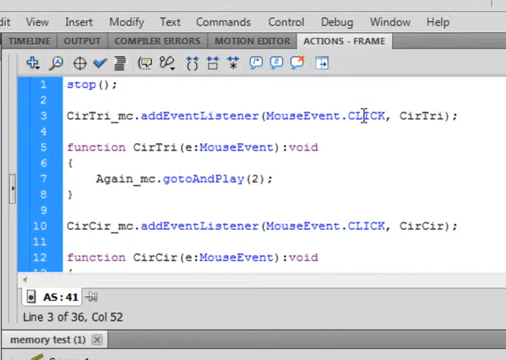 Insert Modify Text Commands Control Debug Window Help
TIMELINE OUTPUT COMPILER ERRORS MOTION EDITOR ACTIONS - FRAME
1 stop();
2
3 CirTri_mc.addEventListener(MouseEvent.CLICK, CirTri);
4
5 function CirTri(e:MouseEvent):void
6 {
7 Again_mc.gotoAndPlay(2);
8 }
9
10 CirCir_mc.addEventListener(MouseEvent.CLICK, CirCir);
11
12 function CirCir(e:MouseEvent):void
AS:41
Line 3 of 36, Col 52
memory test (1)